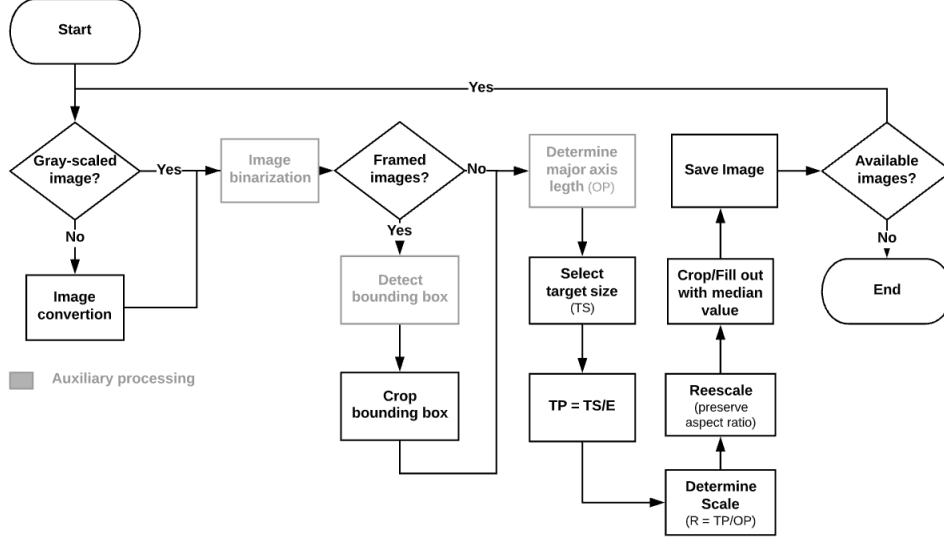 Start
Yes
Gray-scaled
image?
Yes
No
Image
convertion
Image
binarization
Framed
images?
No
Yes
Detect
bounding box
Crop
bounding box
Determine
major axis
legth (OP)
Select
target size
(TS)
TP = TS/E
Determine
Scale
(R = TP/OP)
Reescale
(preserve
aspect ratio)
Crop/Fill out
with median
value
Save Image
Available
images?
No
End
Auxiliary processing